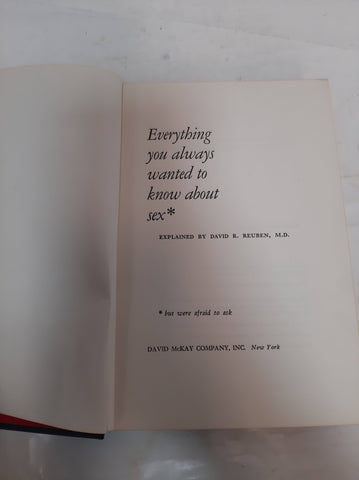 Everything
you always
wanted to
know about
sex*
EXPLAINED BY DAVID R. REUBEN, M.D.
* but were afraid to ask
DAVID McKAY COMPANY, INC. New York